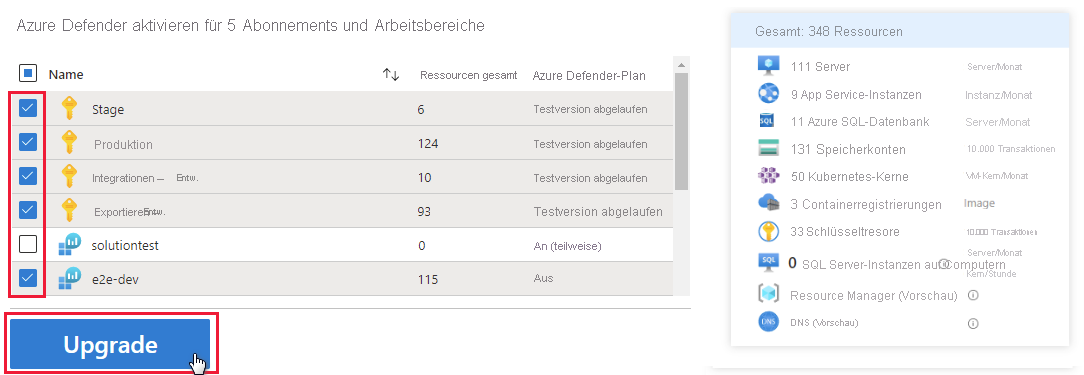 Azure Defender aktivieren für 5 Abonnements und Arbeitsbereiche
Name Ressourcen gesamt Azure Defender-Plan
Stage 6 Testversion abgelaufen
Produktion 124 Testversion abgelaufen
Integrationen – Entw. 10 Testversion abgelaufen
Exportieren Entw. 93 Testversion abgelaufen
solutiontest 0 An (teilweise)
e2e-dev 115 Aus
Upgrade
Gesamt: 348 Ressourcen
111 Server Server/Monat
9 App Service-Instanzen Instanz/Monat
SQL 11 Azure SQL-Datenbank Server/Monat
131 Speicherkonten 10.000 Transaktionen
50 Kubernetes-Kerne VM-Kern/Monat
3 Containerregistrierungen Image
33 Schlüsseltresore 10.000 Transaktionen
SQL 0 SQL Server-Instanzen auf Computern Server/Monat
Kern/Stunde
Resource Manager (Vorschau)
DNS DNS (Vorschau)